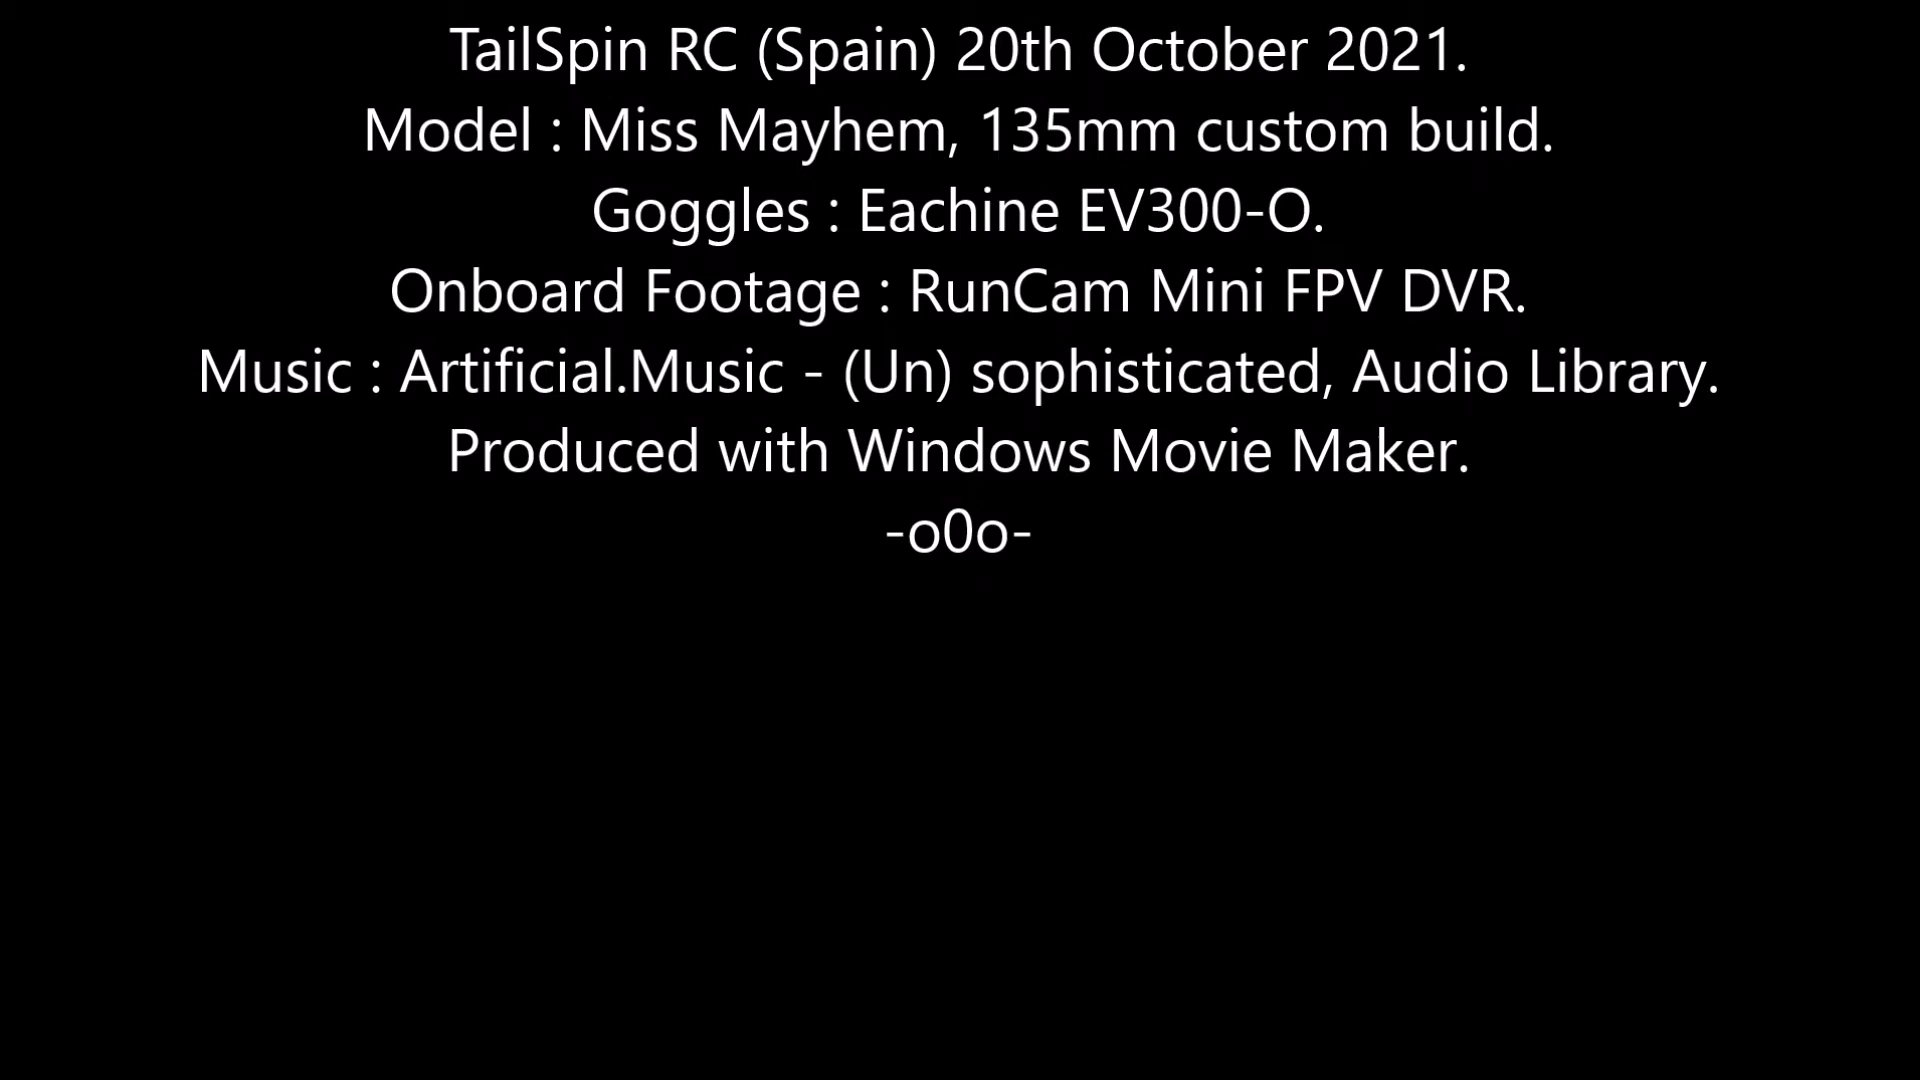 TailSpin RC (Spain) 20th October 2021.
Model : Miss Mayhem, 135mm custom build.
Goggles : Eachine EV300-O.
Onboard Footage : RunCam Mini FPV DVR.
Music : Artificial.Music - (Un) sophisticated, Audio Library.
Produced with Windows Movie Maker.
-o0o-